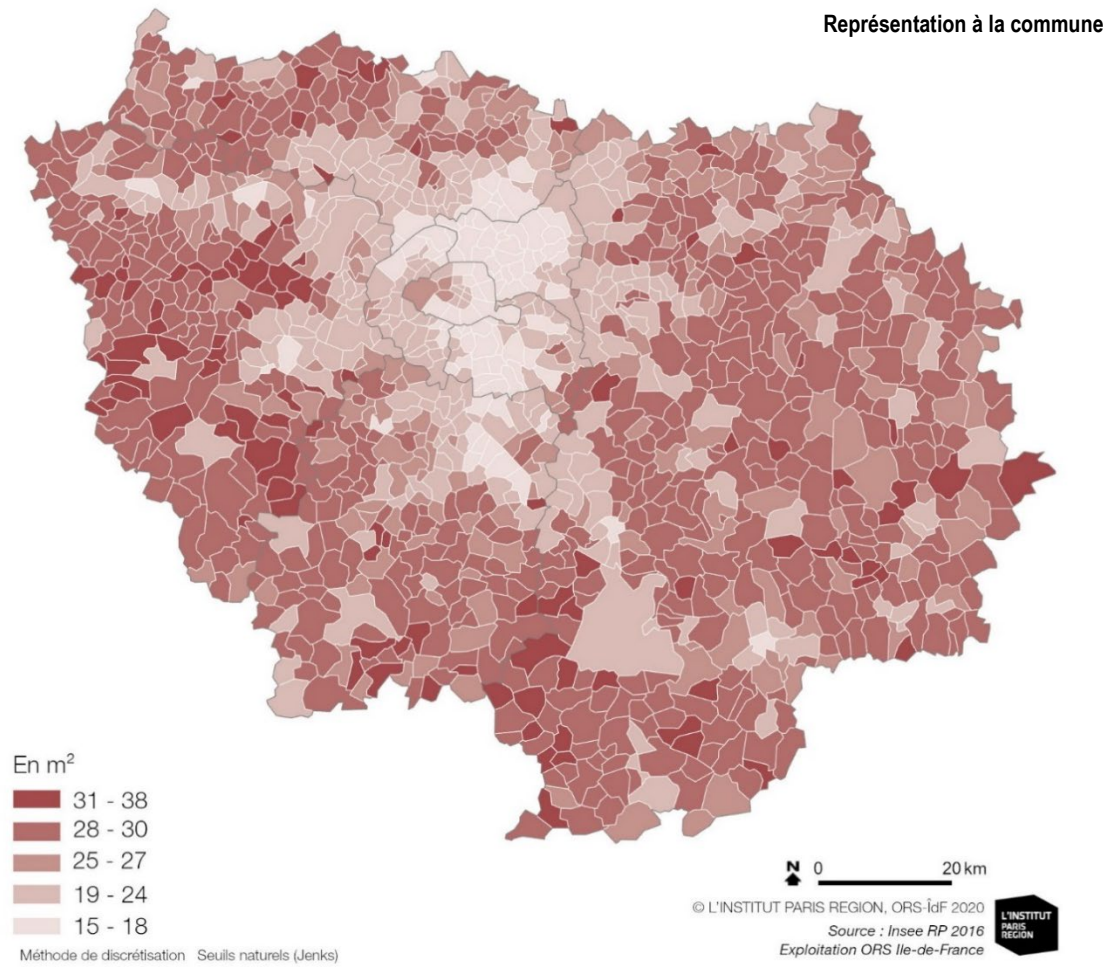 Représentation à la commune
En m²
31 - 38
28 - 30
25 - 27
19 - 24
15 - 18
Méthode de discrétisation Seuils naturels (Jenks)
N 0 20 km
© L'INSTITUT PARIS REGION, ORS-ÎdF 2020
Source : Insee RP 2016
Exploitation ORS Ile-de-France
L'INSTITUT
PARIS
REGION